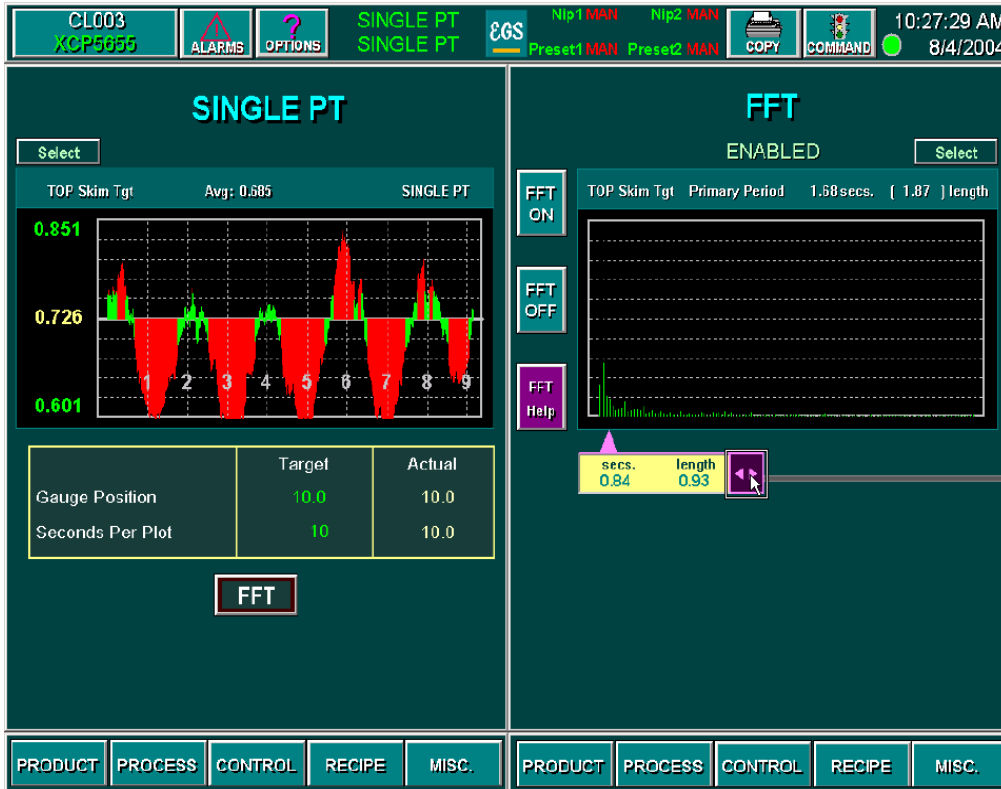 CL003
XCP5655
ALARMS
OPTIONS
SINGLE PT
SINGLE PT
EGS
Nip1 MAN Nip2 MAN
Preset1 MAN Preset2 MAN
COPY
COMMAND
10:27:29 AM
8/4/2004
SINGLE PT
Select
TOP Skim Tgt Avg: 0.685 SINGLE PT
0.851
0.726
0.601
1 2 3 4 5 6 7 8 9
Target Actual
Gauge Position 10.0 10.0
Seconds Per Plot 10 10.0
FFT
PRODUCT PROCESS CONTROL RECIPE MISC.
FFT
ENABLED
Select
FFT
ON
FFT
OFF
FFT
Help
TOP Skim Tgt Primary Period 1.68 secs. ( 1.87 ) length
secs. length
0.84 0.93
PRODUCT PROCESS CONTROL RECIPE MISC.